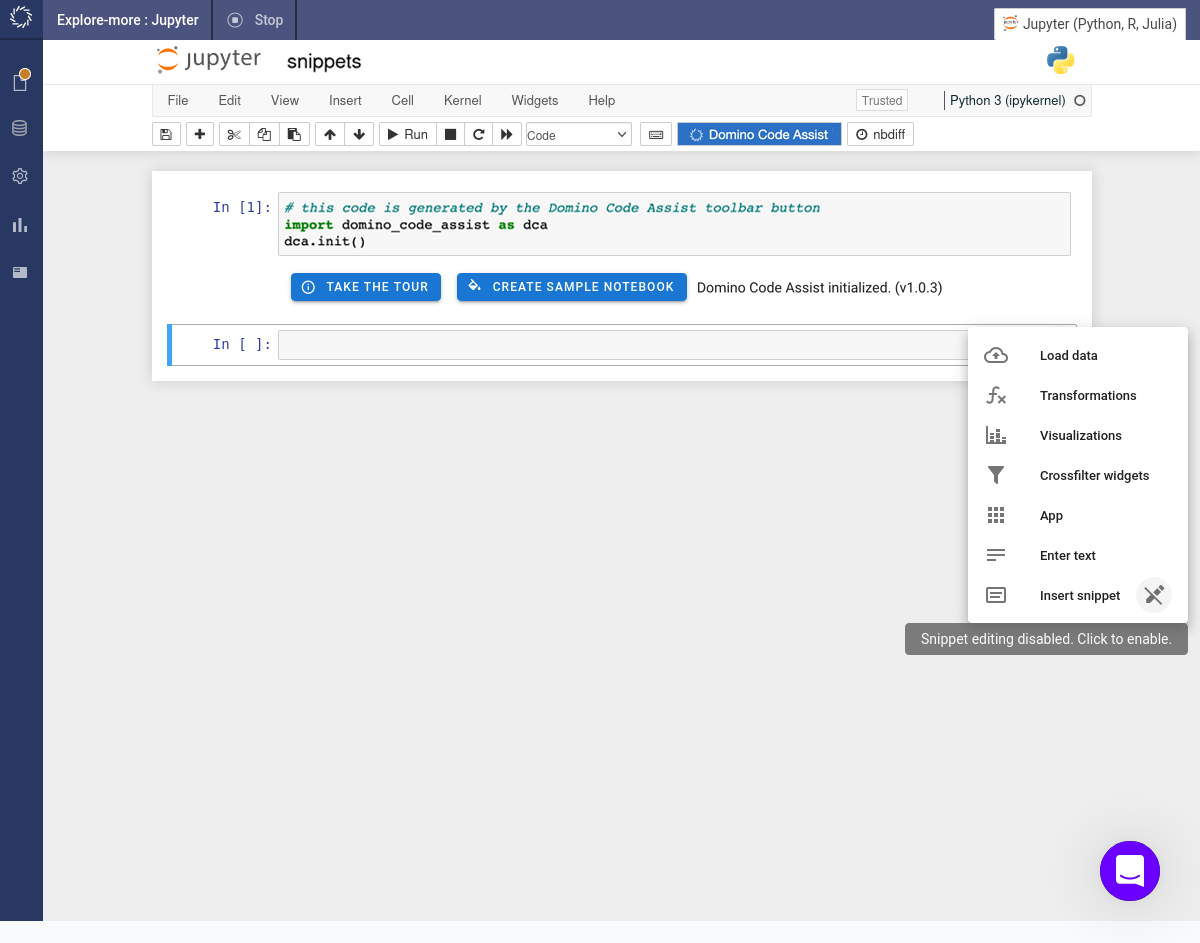 Explore-more : Jupyter
Stop
Jupyter (Python, R, Julia)
jupyter
snippets
File Edit View Insert Cell Kernel Widgets Help
Trusted
Python 3 (ipykernel)
Run
Code
Domino Code Assist
nbdiff
In [1]:
# this code is generated by the Domino Code Assist toolbar button
import domino_code_assist as dca
dca.init()
TAKE THE TOUR
CREATE SAMPLE NOTEBOOK
Domino Code Assist initialized. (v1.0.3)
In [ ]:
Load data
Transformations
Visualizations
Crossfilter widgets
App
Enter text
Insert snippet
Snippet editing disabled. Click to enable.